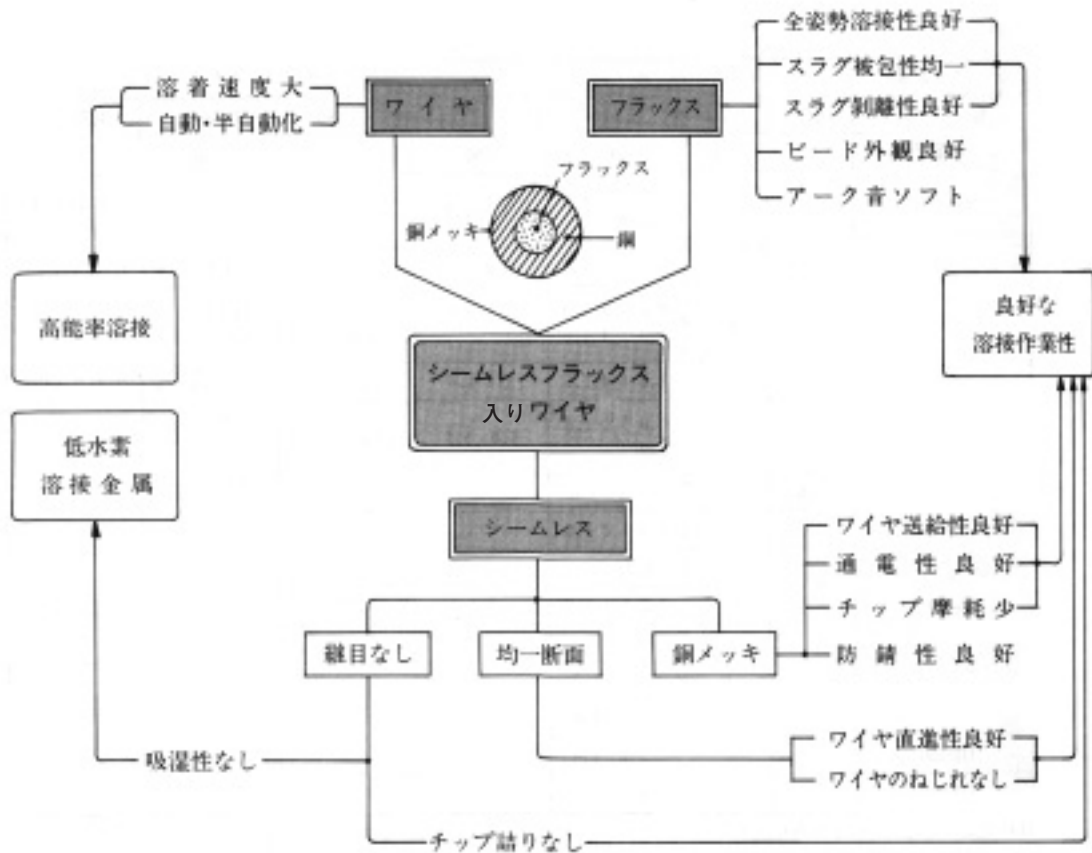 全姿勢溶接性良好
溶着速度大
ワイヤ
フラックス
スラグ被包性均一
自動・半自動化
スラグ剥離性良好
ビード外観良好
フラックス
アーク音ソフト
銅メッキ
鋼
高能率溶接
良好な
溶接作業性
シームレスフラックス
入りワイヤ
低水素
溶接金属
シームレス
ワイヤ送給性良好
通電性良好
チップ摩耗少
継目なし
均一断面
銅メッキ
防錆性良好
ワイヤ直進性良好
吸湿性なし
ワイヤのねじれなし
チップ詰りなし